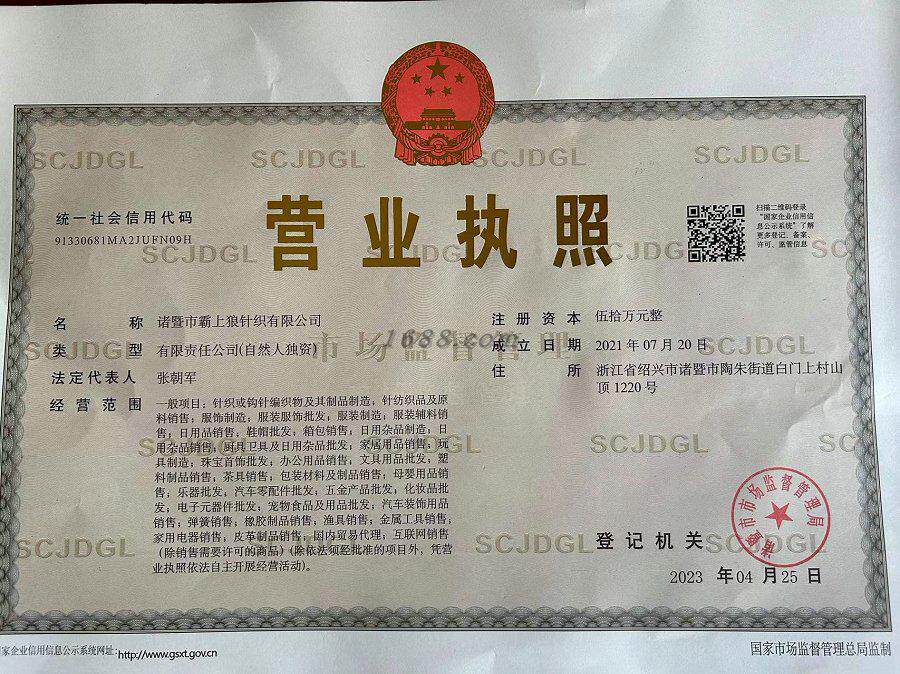 SCJDGL SCJDGL SCJDGL SCJDGL
营业执照
统一社会信用代码
91330681MA2JUFN09H
扫描二维码登录
“国家企业信用信
息公示系统”了解
更多登记、备案、
许可、监管信息
名 称 诸暨市霸上狼针织有限公司
类 型 有限责任公司(自然人独资)
法定代表人 张朝军
经营范围 一般项目：针织或钩针编织物及其制品制造，针纺织品及原
料销售；服饰制造；服装服饰批发；服装制造；服装辅料销
售；日用品销售；鞋帽批发；箱包销售；日用杂品制造；日
用杂品销售；厨具卫具及日用杂品批发；家居用品销售；玩
具制造；珠宝首饰批发；办公用品销售；文具用品批发；塑
料制品销售；茶具销售；包装材料及制品销售；母婴用品销
售；乐器批发；汽车零配件批发；五金产品批发；化妆品批
发；电子元器件批发；宠物食品及用品批发；汽车装饰用品
销售；弹簧销售；橡胶制品销售；渔具销售；金属工具销售；
家用电器销售；皮革制品销售；国内贸易代理；互联网销售
(除销售需要许可的商品)(除依法须经批准的项目外，凭营
业执照依法自主开展经营活动)。
注册资本 伍拾万元整
成立日期 2021年07月20日
住 所 浙江省绍兴市诸暨市陶朱街道白门上村山
顶1220号
1688.com
市场监督管理
SCJDGL SCJDGL SCJDGL SCJDGL
登记机关
诸暨市市场监督管理局
2023 年04 月25 日
家企业信用信息公示系统网址：http://www.gsxt.gov.cn
国家市场监督管理总局监制